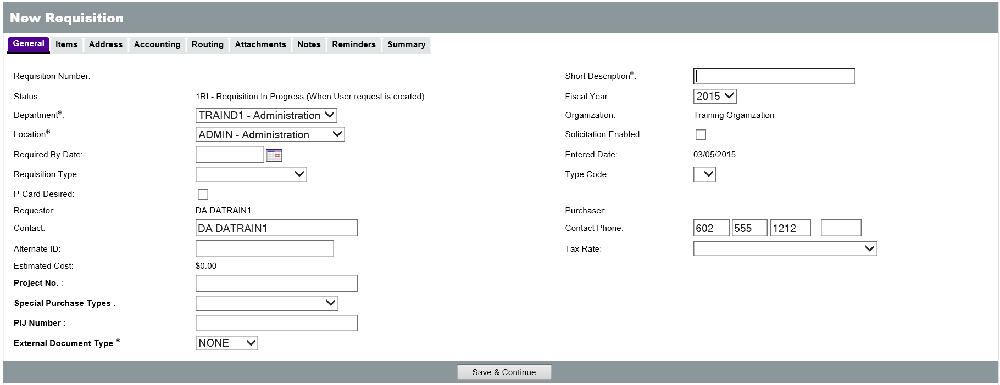 New Requisition
General Items Address Accounting Routing Attachments Notes Reminders Summary
Requisition Number: Short Description*:
Status: 1RI - Requisition In Progress (When User request is created) Fiscal Year: 2015
Department*: TRAIND1 - Administration Organization: Training Organization
Location*: ADMIN - Administration Solicitation Enabled:
Required By Date: Entered Date: 03/05/2015
Requisition Type : Type Code:
P-Card Desired:
Requestor: DA DATRAIN1 Purchaser:
Contact: DA DATRAIN1 Contact Phone: 602 555 1212 -
Alternate ID: Tax Rate:
Estimated Cost: $0.00
Project No. :
Special Purchase Types :
PIJ Number :
External Document Type * : NONE
Save & Continue